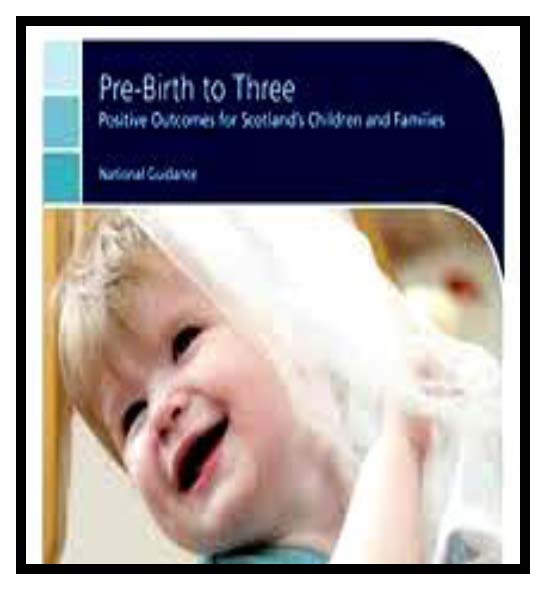 Pre-Birth to Three
Positive Outcomes for Scotland's Children and Families
National Guidance